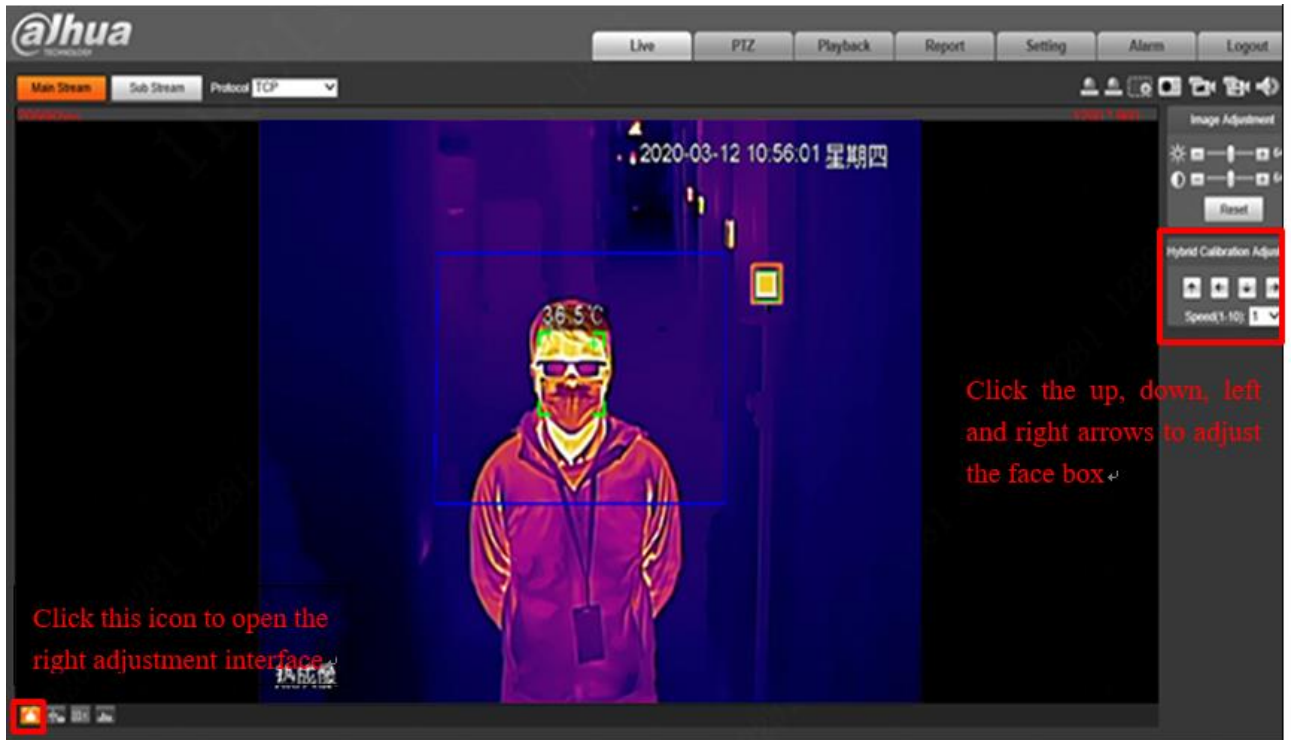 alhua
TECHNOLOGY
Live PTZ Playback Report Setting Alarm Logout
Main Stream Sub Stream Protocol TCP
2020-03-12 10:56:01 星期四
Image Adjustment
Reset
Hybrid Calibration Adjus
Speed(1-10): 1
36.5℃
Click the up, down, left
and right arrows to adjust
the face box
Click this icon to open the
right adjustment interface
热成像